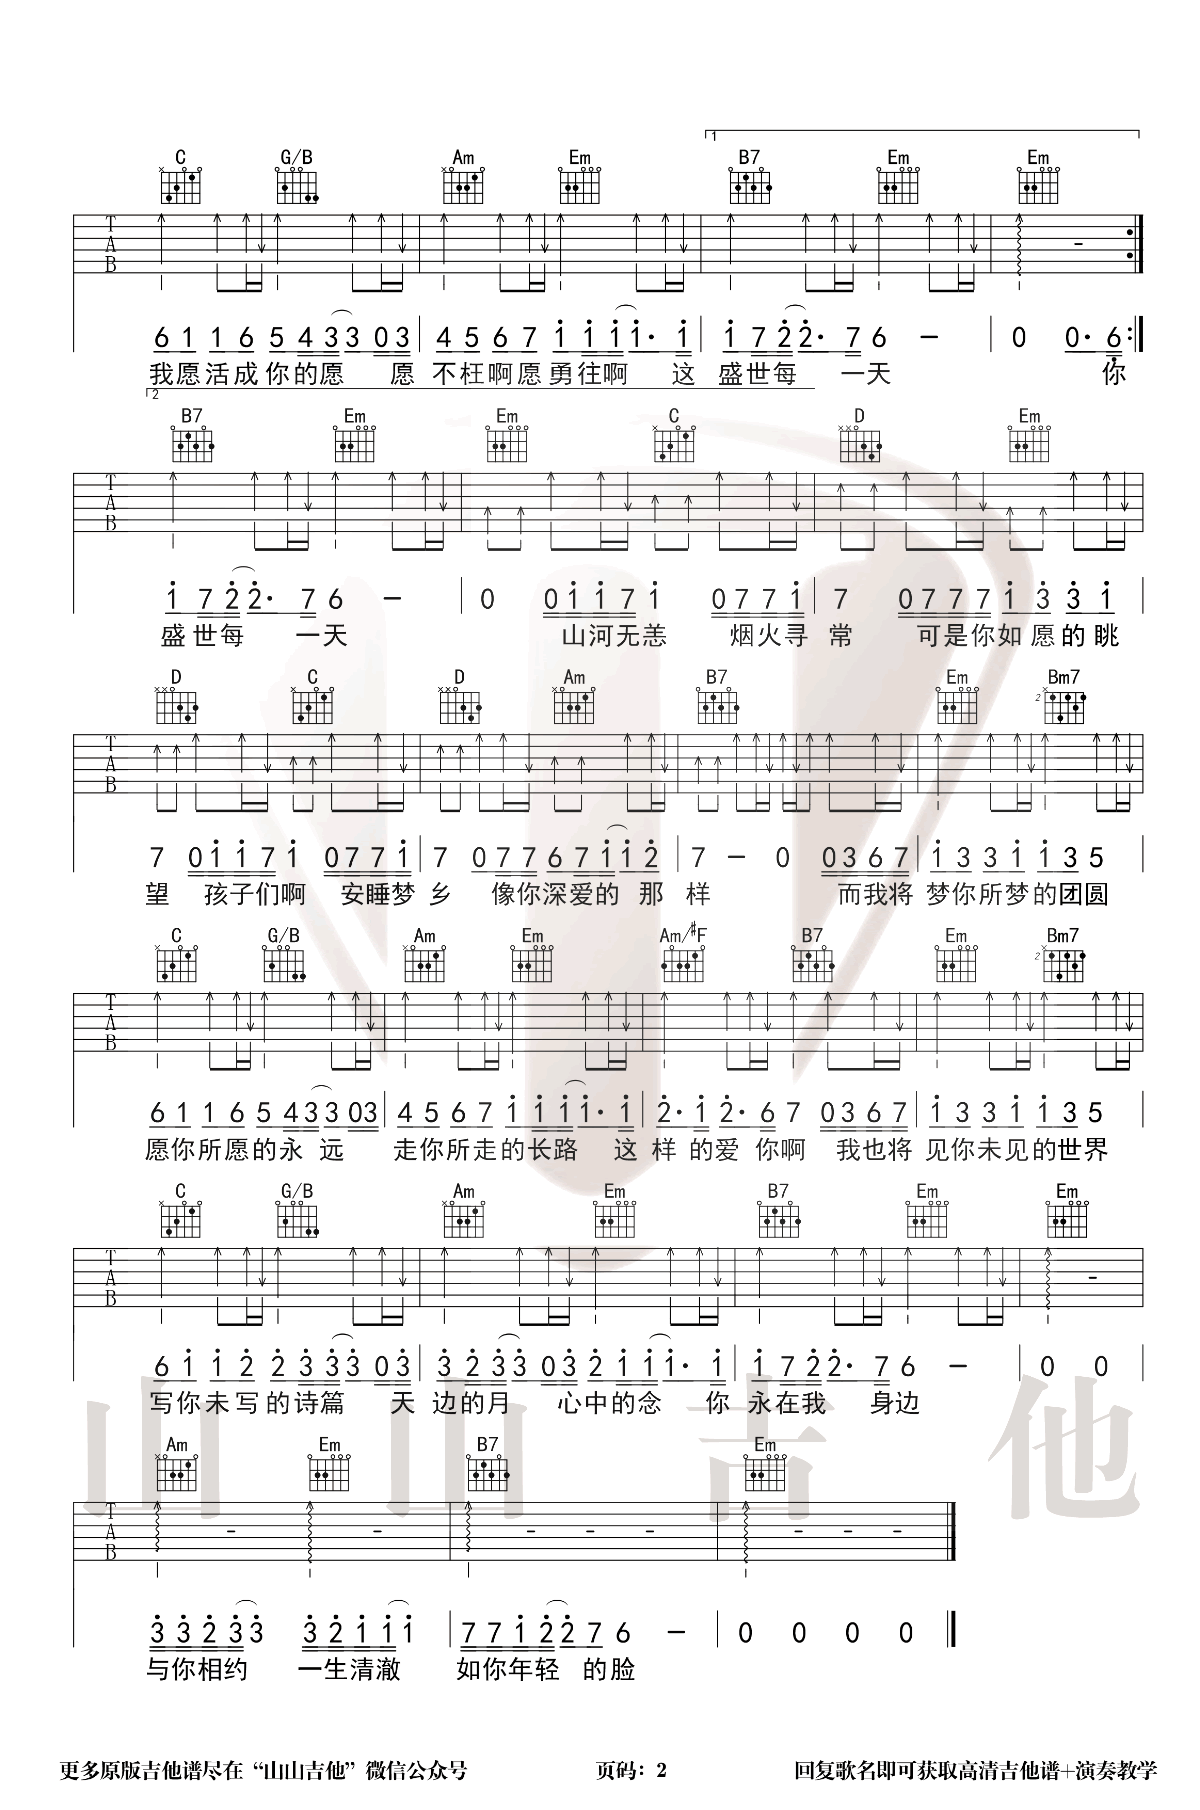 1
C G/B Am Em B7 Em Em
T
A
B
6 1 1 6 5 4 3 3 0 3 4 5 6 7 1 1 1 1 1· 1 1 7 2 2· 7 6 - 0 0· 6
我愿活成你的愿 愿 不枉啊愿勇往啊 这 盛世每 一天 你
2
B7 Em Em C D Em
T
A
B
1 7 2 2· 7 6 - 0 0 1 1 7 1 0 7 7 1 7 0 7 7 7 1 3 3 1
盛世每 一天 山河无恙 烟火寻 常 可是你如愿的眺
D C D Am B7 Em Bm7
2
T
A
B
7 0 1 1 7 1 0 7 7 1 7 0 7 7 6 7 1 1 2 7 - 0 0 3 6 7 1 3 3 1 1 3 5
望 孩子们啊 安睡梦 乡 像你深爱的 那 样 而我将 梦你所梦的团圆
C G/B Am Em Am/#F B7 Em Bm7
2
T
A
B
6 1 1 6 5 4 3 3 0 3 4 5 6 7 1 1 1 1· 1 2· 1 2· 6 7 0 3 6 7 1 3 3 1 1 3 5
愿你所愿的永 远 走你所走的长路 这 样 的爱 你啊 我也将 见你未见的世界
C G/B Am Em B7 Em Em
T
A
B
6 1 1 2 2 3 3 3 0 3 3 2 3 3 0 3 2 1 1 1 1· 1 1 7 2 2· 7 6 - 0 0
写你未写的诗篇 天 边的月 心中的念 你 永在我 身边
山山吉他
Am Em B7 Em
T
A
B
3 3 2 3 3 3 2 1 1 1 7 7 1 2 2 7 6 - 0 0 0 0
与你相约 一生清澈 如你年轻 的脸
更多原版吉他谱尽在“山山吉他”微信公众号 页码：2 回复歌名即可获取高清吉他谱+演奏教学